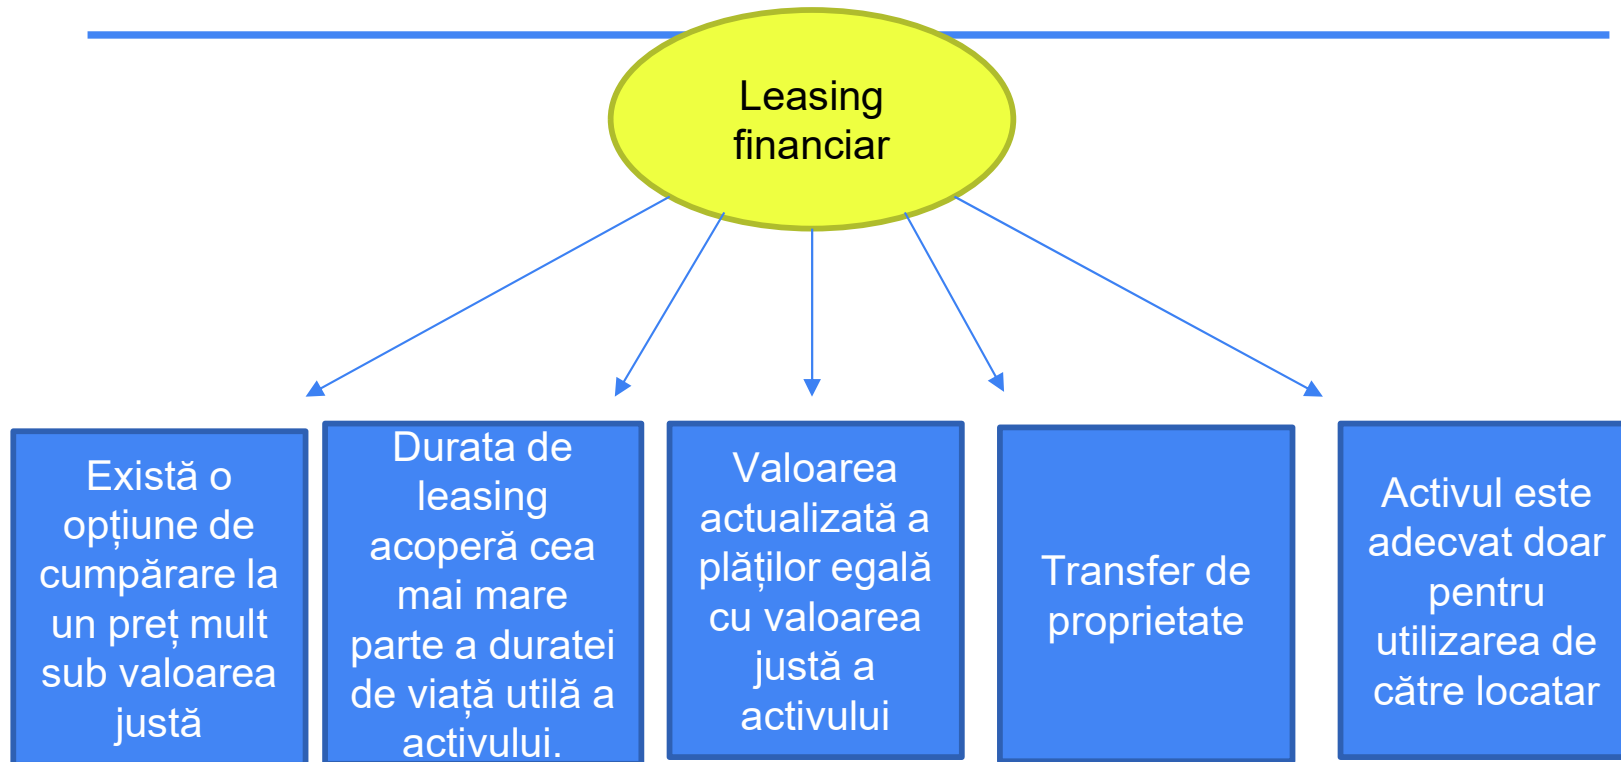 Leasing
financiar
Există o
opțiune de
cumpărare la
un preț mult
sub valoarea
justă
Durata de
leasing
acoperă cea
mai mare
parte a duratei
de viață utilă a
activului.
Valoarea
actualizată a
plăților egală
cu valoarea
justă a
activului
Transfer de
proprietate
Activul este
adecvat doar
pentru
utilizarea de
către locatar